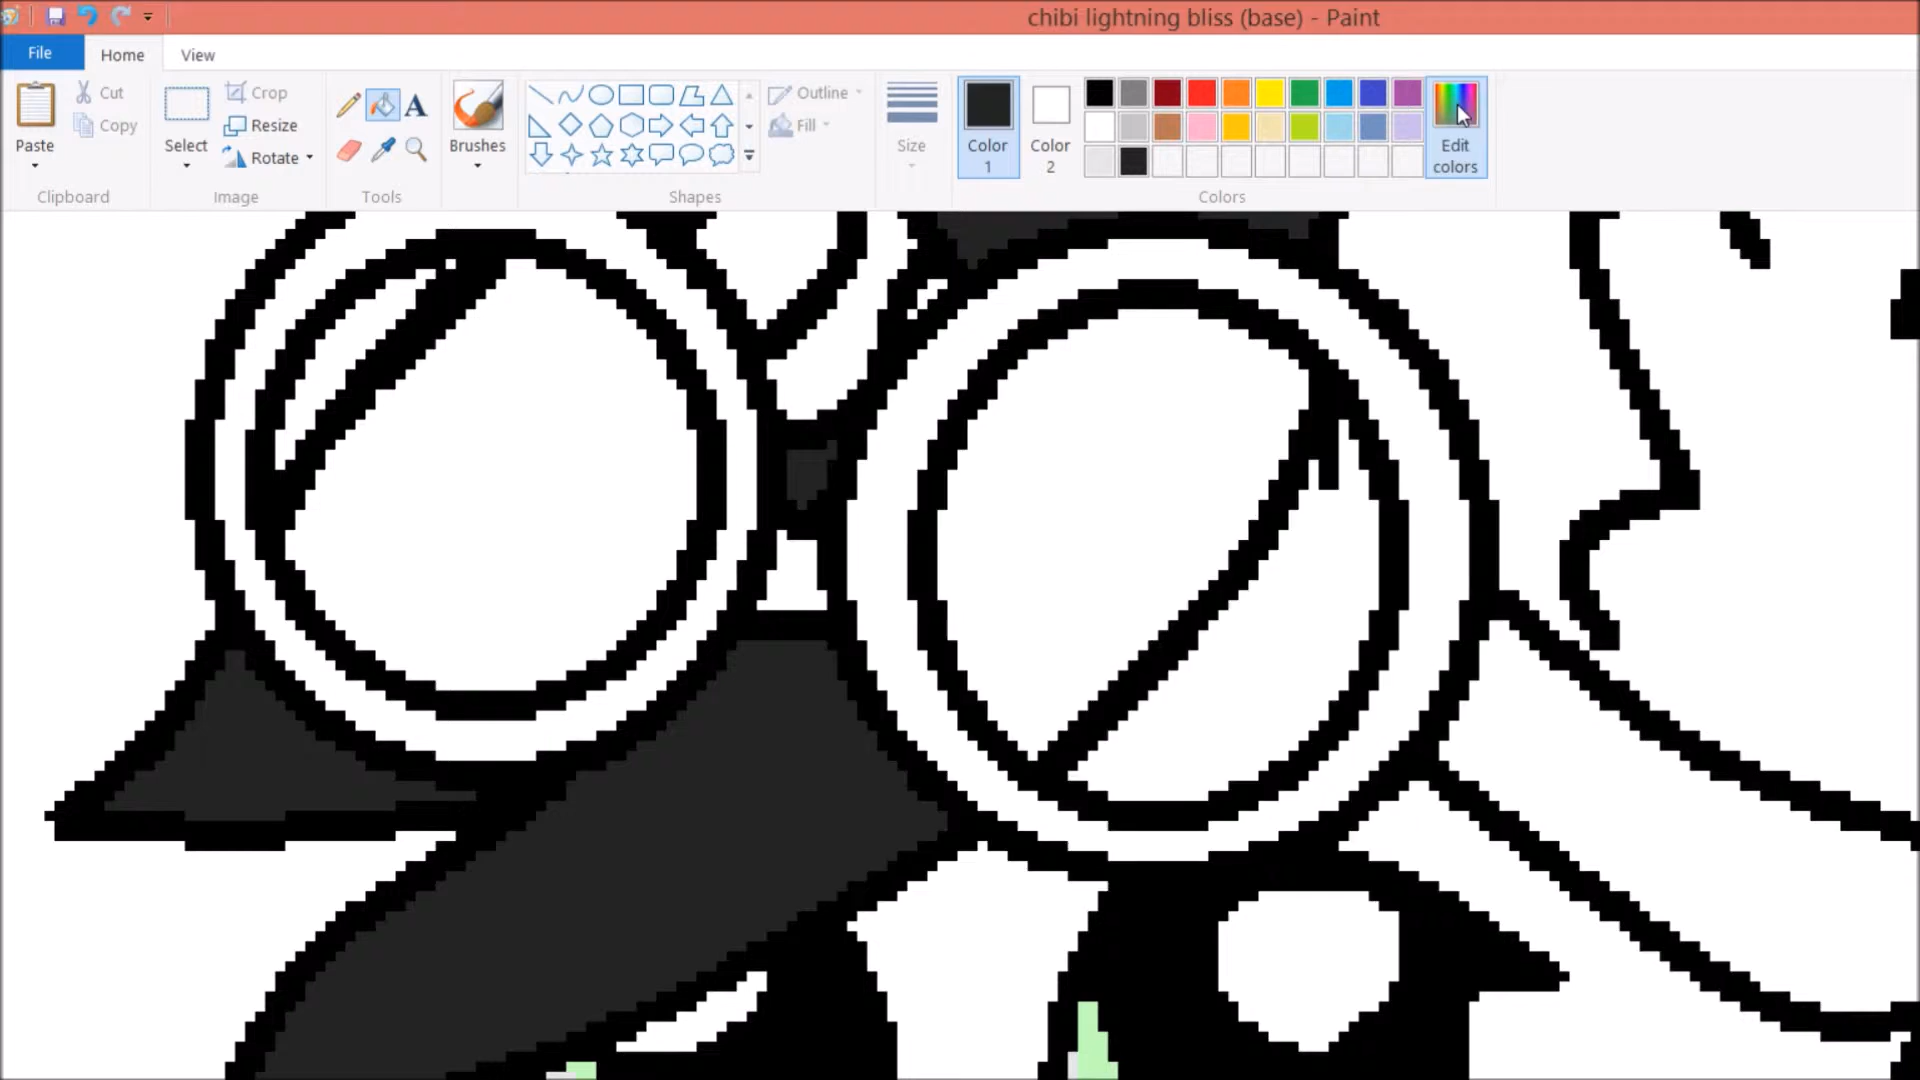 chibi lightning bliss (base) - Paint
File Home View
Paste
Cut
Copy
Clipboard
Select
Crop
Resize
Rotate
Image
A
Tools
Brushes
Shapes
Outline
Fill
Size
Color
1
Color
2
Edit
colors
Colors